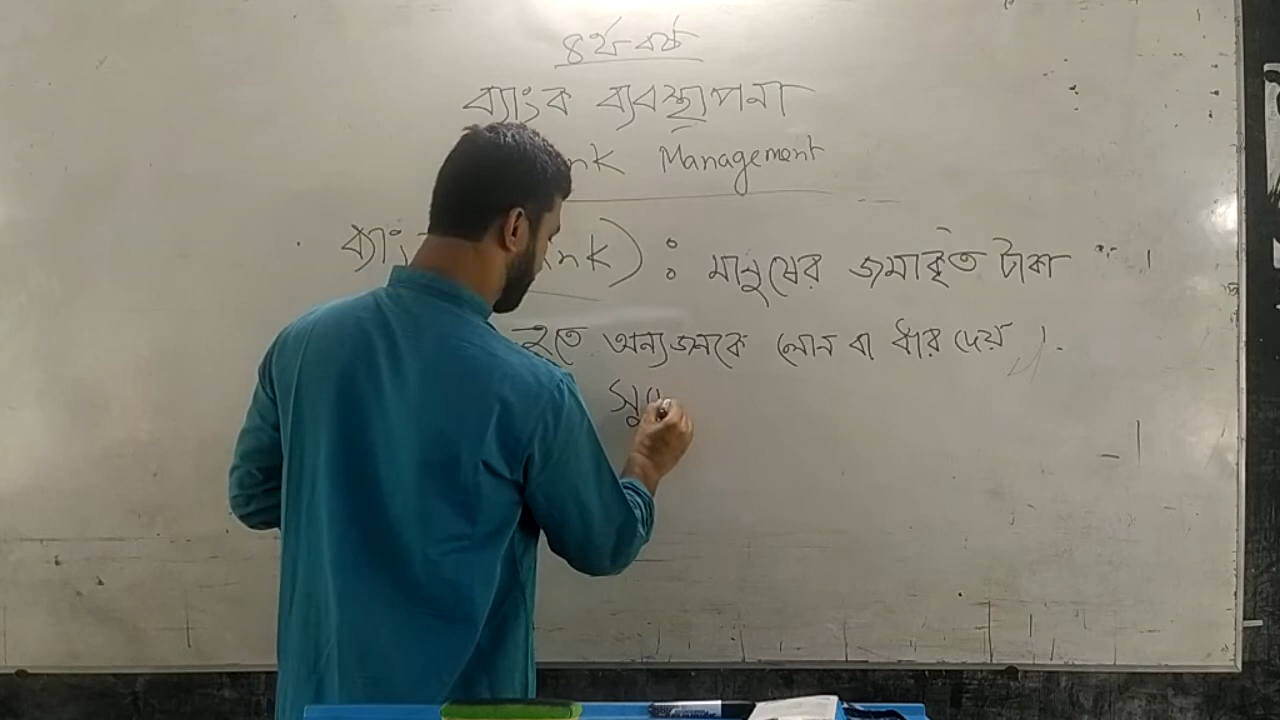 ৪র্থ বর্ষ
ব্যাংক ব্যবস্থাপনা
nk Management
ব্যাং nk) : মানুষের জমাকৃত টাকা
হতে অন্যজনকে লোন বা ধার দেয়।
সু